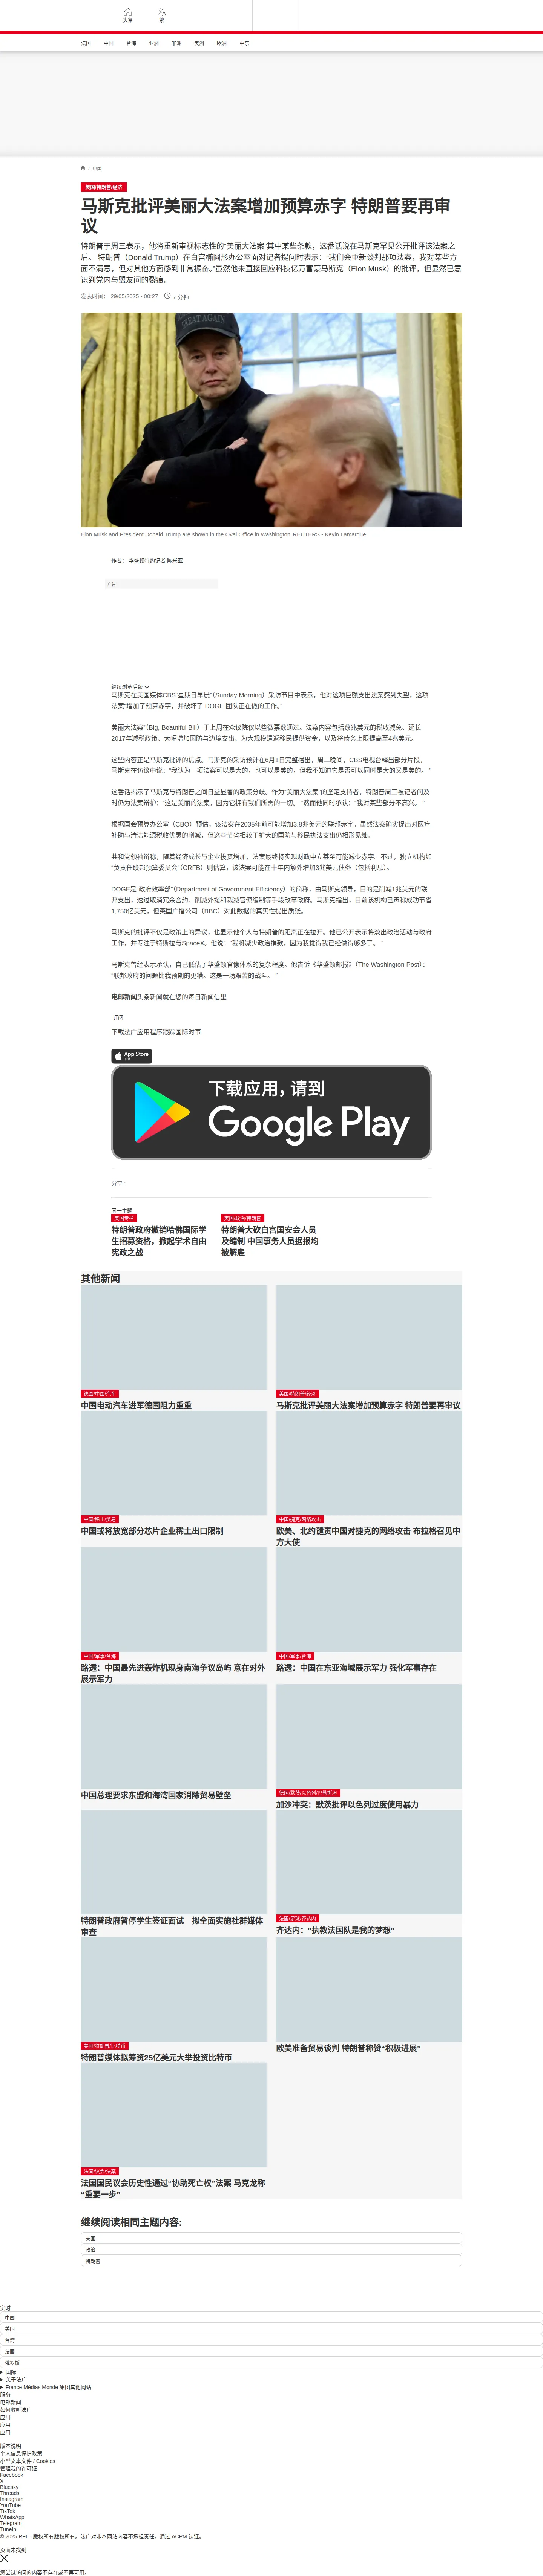 头条
繁
法国
中国
台海
亚洲
非洲
美洲
欧洲
中东
/ 美国
美国/特朗普/经济
马斯克批评美丽大法案增加预算赤字 特朗普要再审
议
特朗普于周三表示，他将重新审视标志性的“美丽大法案”其中某些条款，这番话说在马斯克罕见公开批评该法案之
后。 特朗普（Donald Trump）在白宫椭圆形办公室面对记者提问时表示：“我们会重新谈判那项法案，我对某些方
面不满意，但对其他方面感到非常振奋。”虽然他未直接回应科技亿万富豪马斯克（Elon Musk）的批评，但显然已意
识到党内与盟友间的裂痕。
发表时间： 29/05/2025 - 00:27
7 分钟
GREAT AGAIN
Elon Musk and President Donald Trump are shown in the Oval Office in Washington REUTERS - Kevin Lamarque
作者： 华盛顿特约记者 陈米亚
广告
继续浏览后续
马斯克在美国媒体CBS“星期日早晨”（Sunday Morning）采访节目中表示，他对这项巨额支出法案感到失望，这项
法案“增加了预算赤字，并破坏了 DOGE 团队正在做的工作。”
美丽大法案”（Big, Beautiful Bill）于上周在众议院仅以些微票数通过。法案内容包括数兆美元的税收减免、延长
2017年减税政策、大幅增加国防与边境支出、为大规模遣返移民提供资金，以及将债务上限提高至4兆美元。
这些内容正是马斯克批评的焦点。马斯克的采访预计在6月1日完整播出，周二晚间，CBS电视台释出部分片段，
马斯克在访谈中说：“我认为一项法案可以是大的，也可以是美的，但我不知道它是否可以同时是大的又是美的。 ”
这番话揭示了马斯克与特朗普之间日益显著的政策分歧。作为“美丽大法案”的坚定支持者，特朗普周三被记者问及
时仍为法案辩护：“这是美丽的法案，因为它拥有我们所需的一切。 ”然而他同时承认：“我对某些部分不高兴。 ”
根据国会预算办公室（CBO）预估，该法案在2035年前可能增加3.8兆美元的联邦赤字。虽然法案确实提出对医疗
补助与清洁能源税收优惠的削减，但这些节省相较于扩大的国防与移民执法支出仍相形见绌。
共和党领袖辩称，随着经济成长与企业投资增加，法案最终将实现财政中立甚至可能减少赤字。不过，独立机构如
“负责任联邦预算委员会”（CRFB）则估算，该法案可能在十年内额外增加3兆美元债务（包括利息）。
DOGE是“政府效率部”（Department of Government Efficiency）的简称，由马斯克领导，目的是削减1兆美元的联
邦支出，透过取消冗余合约、削减外援和裁减官僚编制等手段改革政府。马斯克指出，目前该机构已声称成功节省
1,750亿美元，但英国广播公司（BBC）对此数据的真实性提出质疑。
马斯克的批评不仅是政策上的异议，也显示他个人与特朗普的距离正在拉开。他已公开表示将淡出政治活动与政府
工作，并专注于特斯拉与SpaceX。他说：“我将减少政治捐款，因为我觉得我已经做得够多了。 ”
马斯克曾经表示承认，自己低估了华盛顿官僚体系的复杂程度。他告诉《华盛顿邮报》（The Washington Post）：
“联邦政府的问题比我预期的更糟。这是一场艰苦的战斗。 ”
电邮新闻头条新闻就在您的每日新闻信里
订阅
下载法广应用程序跟踪国际时事
App Store
下载
下载应用，请到
Google Play
分享 :
同一主题
美国专栏
特朗普政府撤销哈佛国际学
生招募资格，掀起学术自由
宪政之战
美国/政治/特朗普
特朗普大砍白宫国安会人员
及编制 中国事务人员据报均
被解雇
其他新闻
德国/中国/汽车
中国电动汽车进军德国阻力重重
美国/特朗普/经济
马斯克批评美丽大法案增加预算赤字 特朗普要再审议
中国/稀土/贸易
中国或将放宽部分芯片企业稀土出口限制
中国/捷克/网络攻击
欧美、北约谴责中国对捷克的网络攻击 布拉格召见中
方大使
中国/军事/台海
路透：中国最先进轰炸机现身南海争议岛屿 意在对外
展示军力
中国/军事/台海
路透：中国在东亚海域展示军力 强化军事存在
中国总理要求东盟和海湾国家消除贸易壁垒
德国/默茨/以色列/巴勒斯坦
加沙冲突：默茨批评以色列过度使用暴力
特朗普政府暂停学生签证面试　拟全面实施社群媒体
审查
法国/足球/齐达内
齐达内："执教法国队是我的梦想"
美国/特朗普/比特币
特朗普媒体拟筹资25亿美元大举投资比特币
欧美准备贸易谈判 特朗普称赞“积极进展”
法国/议会/法案
法国国民议会历史性通过“协助死亡权”法案 马克龙称
“重要一步”
继续阅读相同主题内容:
美国
政治
特朗普
实时
中国
美国
台湾
法国
俄罗斯
国际
关于法广
France Médias Monde 集团其他网站
服务
电邮新闻
如何收听法广
应用
应用
应用
版本说明
个人信息保护政策
小型文本文件 / Cookies
管理我的许可证
Facebook
X
Bluesky
Threads
Instagram
YouTube
TikTok
WhatsApp
Telegram
TuneIn
© 2025 RFI – 版权所有版权所有。法广对非本网站内容不承担责任。通过 ACPM 认证。
页面未找到
您尝试访问的内容不存在或不再可用。